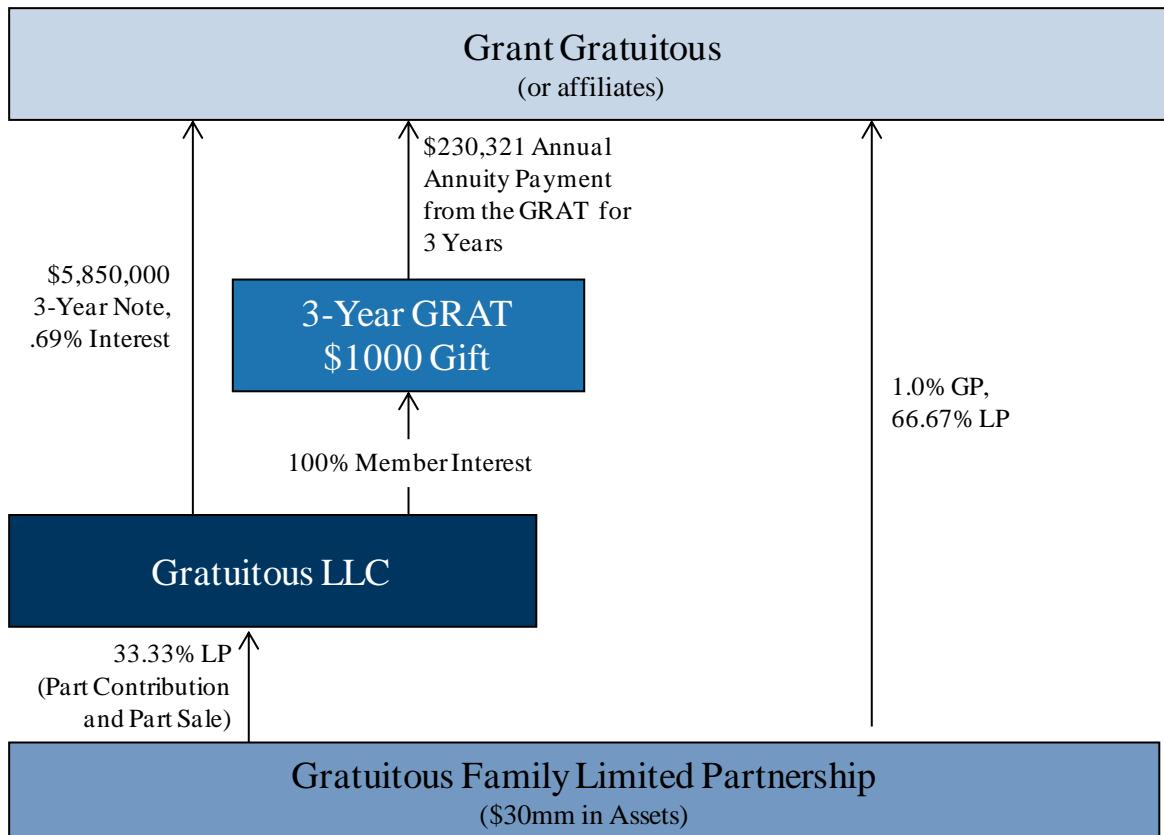 Grant Gratuitous
(or affiliates)
$230,321 Annual
Annuity Payment
from the GRAT for
3 Years
$5,850,000
3-Year Note,
.69% Interest
3-Year GRAT
$1000 Gift
1.0% GP,
66.67% LP
100% Member Interest
Gratuitous LLC
33.33% LP
(Part Contribution
and Part Sale)
Gratuitous Family Limited Partnership
($30mm in Assets)